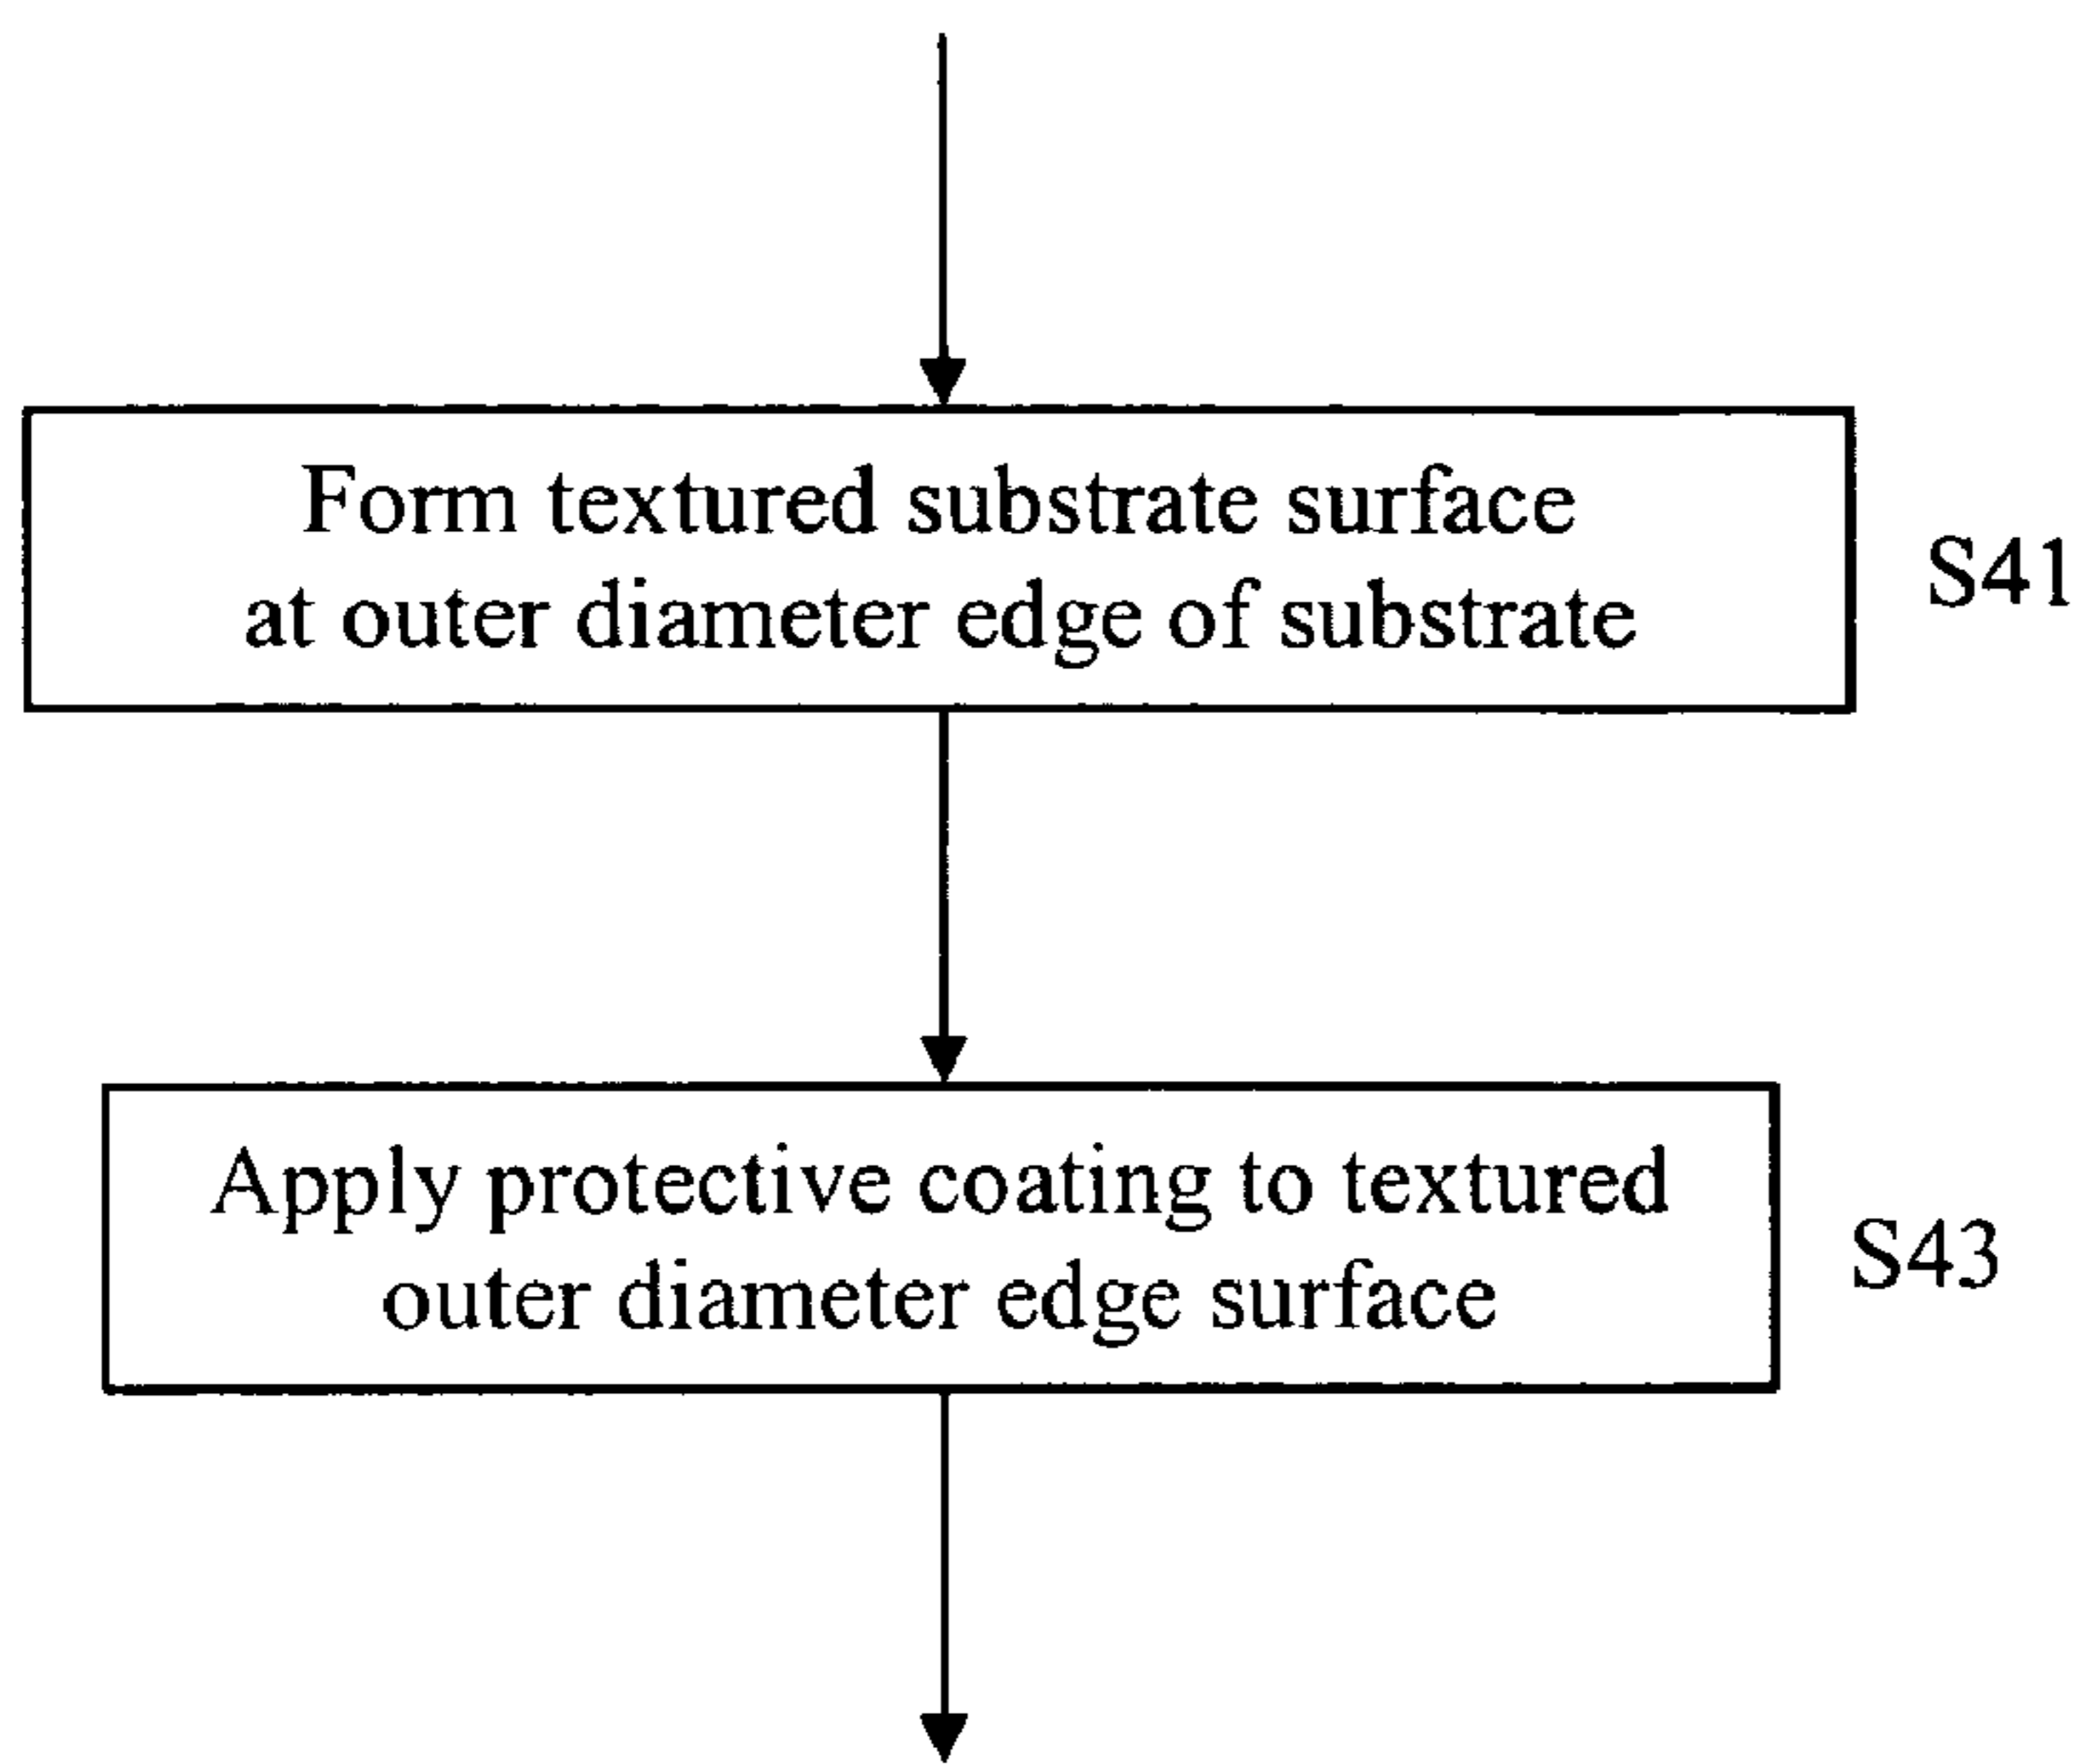 Form textured substrate surface
at outer diameter edge of substrate
S41
Apply protective coating to textured
outer diameter edge surface
S43